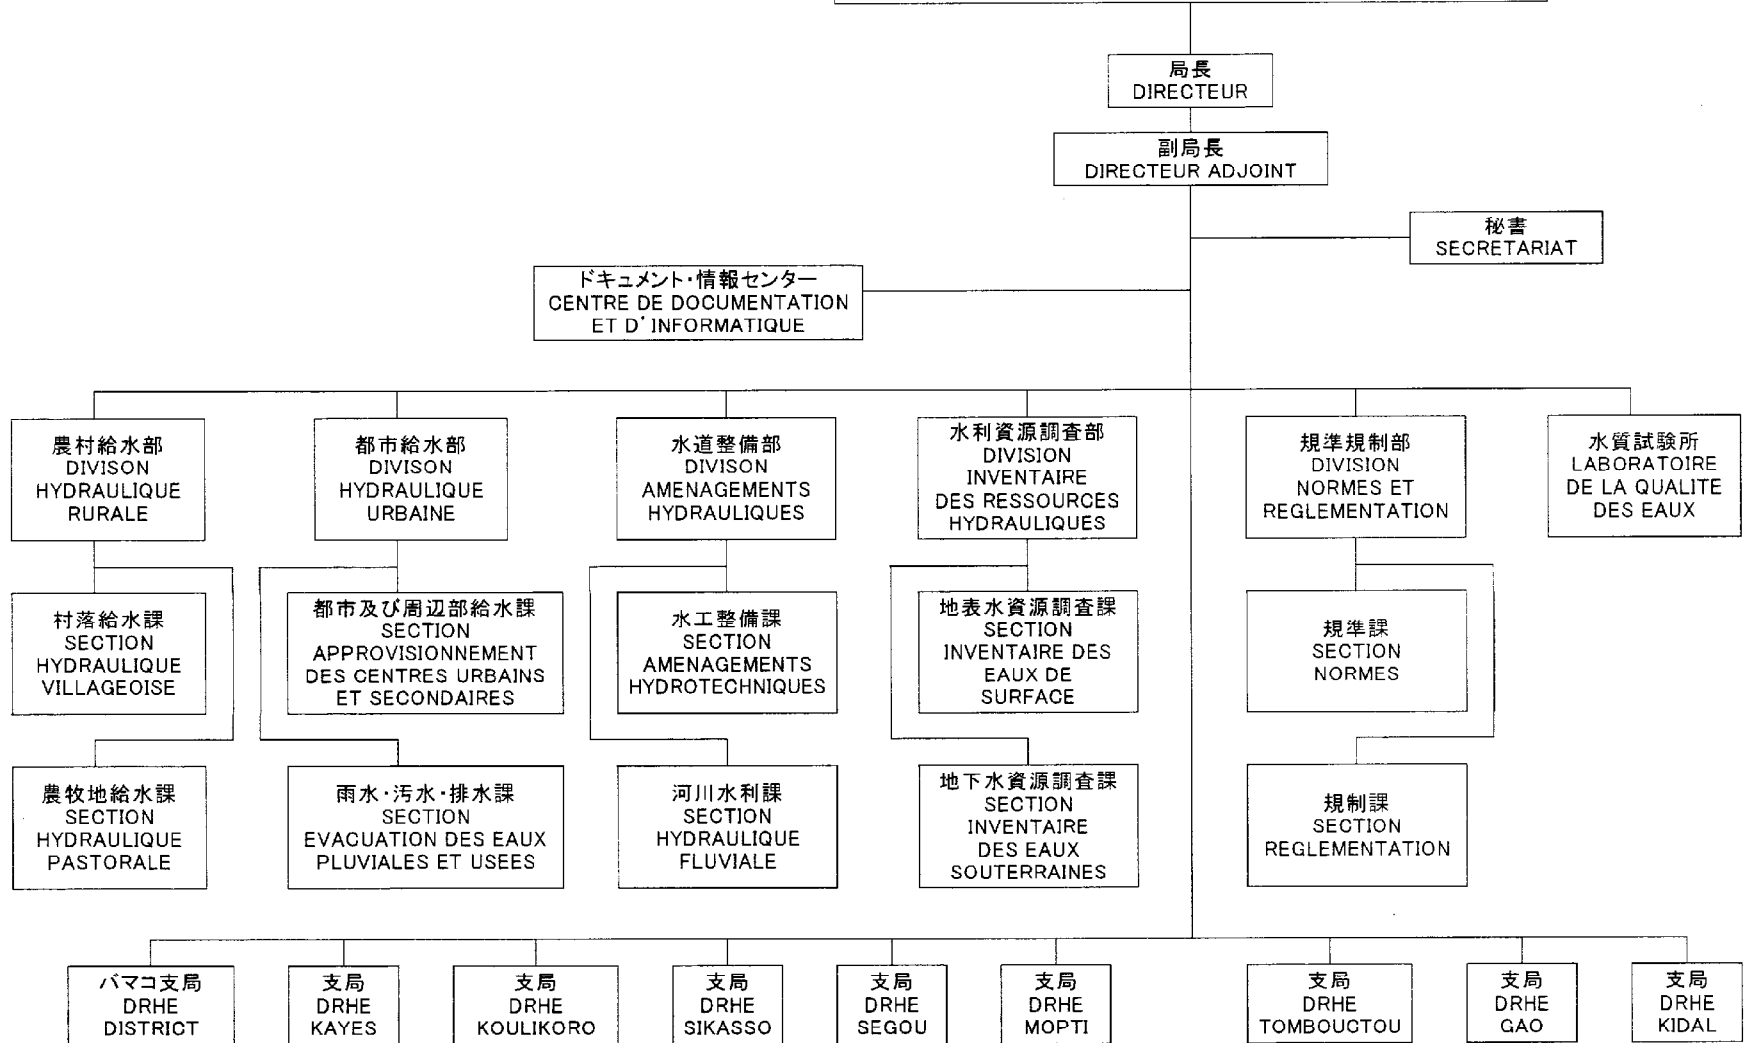 局長
DIRECTEUR
副局長
DIRECTEUR ADJOINT
秘書
SECRETARIAT
ドキュメント・情報センター
CENTRE DE DOCUMENTATION
ET D'INFORMATIQUE
農村給水部
DIVISON
HYDRAULIQUE
RURALE
都市給水部
DIVISON
HYDRAULIQUE
URBAINE
水道整備部
DIVISON
AMENAGEMENTS
HYDRAULIQUES
水利資源調査部
DIVISION
INVENTAIRE
DES RESSOURCES
HYDRAULIQUES
規準規制部
DIVISION
NORMES ET
REGLEMENTATION
水質試験所
LABORATOIRE
DE LA QUALITE
DES EAUX
村落給水課
SECTION
HYDRAULIQUE
VILLAGEOISE
都市及び周辺部給水課
SECTION
APPROVISIONNEMENT
DES CENTRES URBAINS
ET SECONDAIRES
水工整備課
SECTION
AMENAGEMENTS
HYDROTECHNIQUES
地表水資源調査課
SECTION
INVENTAIRE DES
EAUX DE
SURFACE
規準課
SECTION
NORMES
農牧地給水課
SECTION
HYDRAULIQUE
PASTORALE
雨水・汚水・排水課
SECTION
EVACUATION DES EAUX
PLUVIALES ET USEES
河川水利課
SECTION
HYDRAULIQUE
FLUVIALE
地下水資源調査課
SECTION
INVENTAIRE
DES EAUX
SOUTERRAINES
規制課
SECTION
REGLEMENTATION
バマコ支局
DRHE
DISTRICT
支局
DRHE
KAYES
支局
DRHE
KOULIKORO
支局
DRHE
SIKASSO
支局
DRHE
SEGOU
支局
DRHE
MOPTI
支局
DRHE
TOMBOUCTOU
支局
DRHE
GAO
支局
DRHE
KIDAL